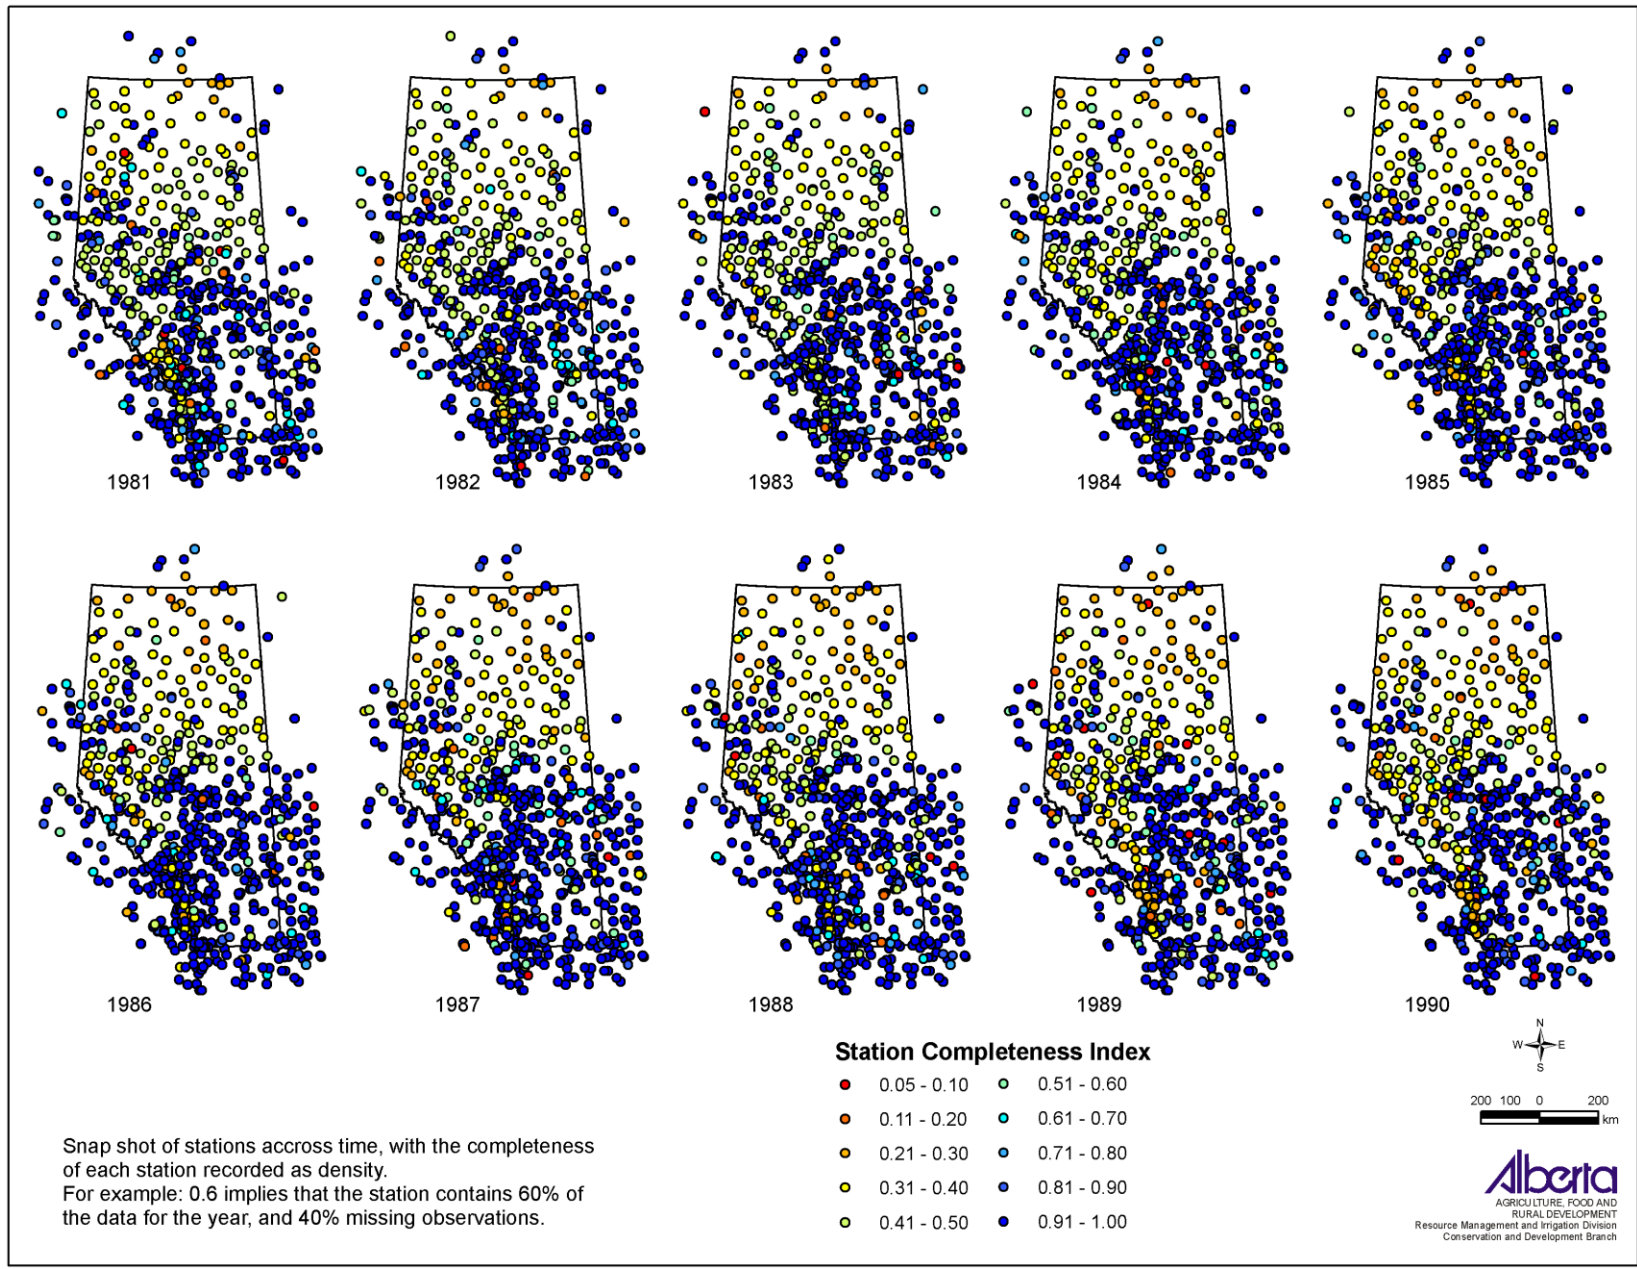 1981
1982
1983
1984
1985
1986
1987
1988
1989
1990
N
W E
S
Station Completeness Index
0.05 - 0.10
0.11 - 0.20
0.21 - 0.30
0.31 - 0.40
0.41 - 0.50
0.51 - 0.60
0.61 - 0.70
0.71 - 0.80
0.81 - 0.90
0.91 - 1.00
200 100 0 200
km
Snap shot of stations accross time, with the completeness
of each station recorded as density.
For example: 0.6 implies that the station contains 60% of
the data for the year, and 40% missing observations.
Alberta
AGRICULTURE, FOOD AND
RURAL DEVELOPMENT
Resource Management and Irrigation Division
Conservation and Development Branch